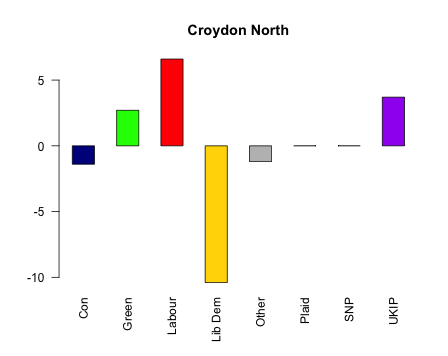 Croydon North
5
0
-5
-10
Con
Green
Labour
Lib Dem
Other
Plaid
SNP
UKIP